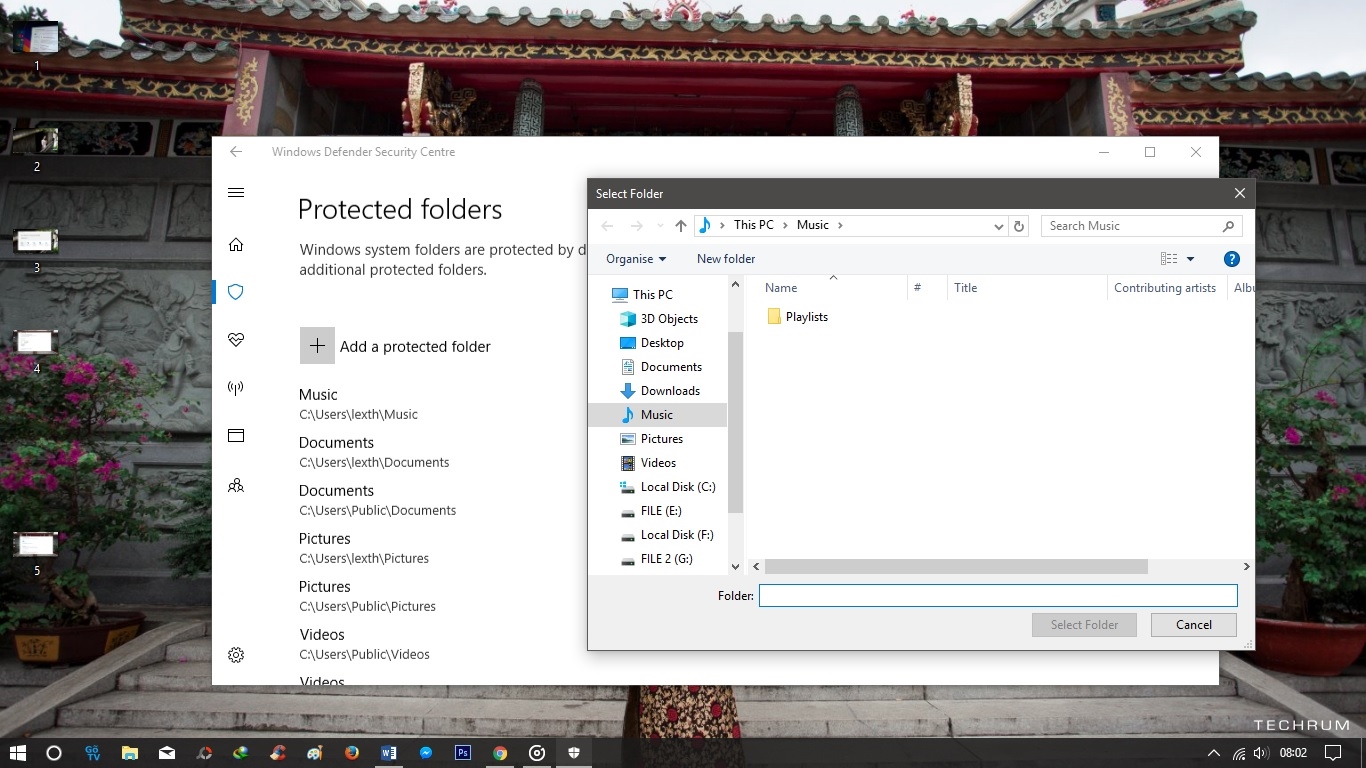 1
2
3
4
5
Windows Defender Security Centre
Protected folders
Windows system folders are protected by d
additional protected folders.
Add a protected folder
Music
C:\Users\lexth\Music
Documents
C:\Users\lexth\Documents
Documents
C:\Users\Public\Documents
Pictures
C:\Users\lexth\Pictures
Pictures
C:\Users\Public\Pictures
Videos
C:\Users\Public\Videos
Videos
Select Folder
This PC > Music >
Search Music
Organise
New folder
?
This PC
3D Objects
Desktop
Documents
Downloads
Music
Pictures
Videos
Local Disk (C:)
FILE (E:)
Local Disk (F:)
FILE 2 (G:)
Name # Title Contributing artists Albu
Playlists
Folder:
Select Folder Cancel
TECHRUM
GoTV
W
Ps
08:02